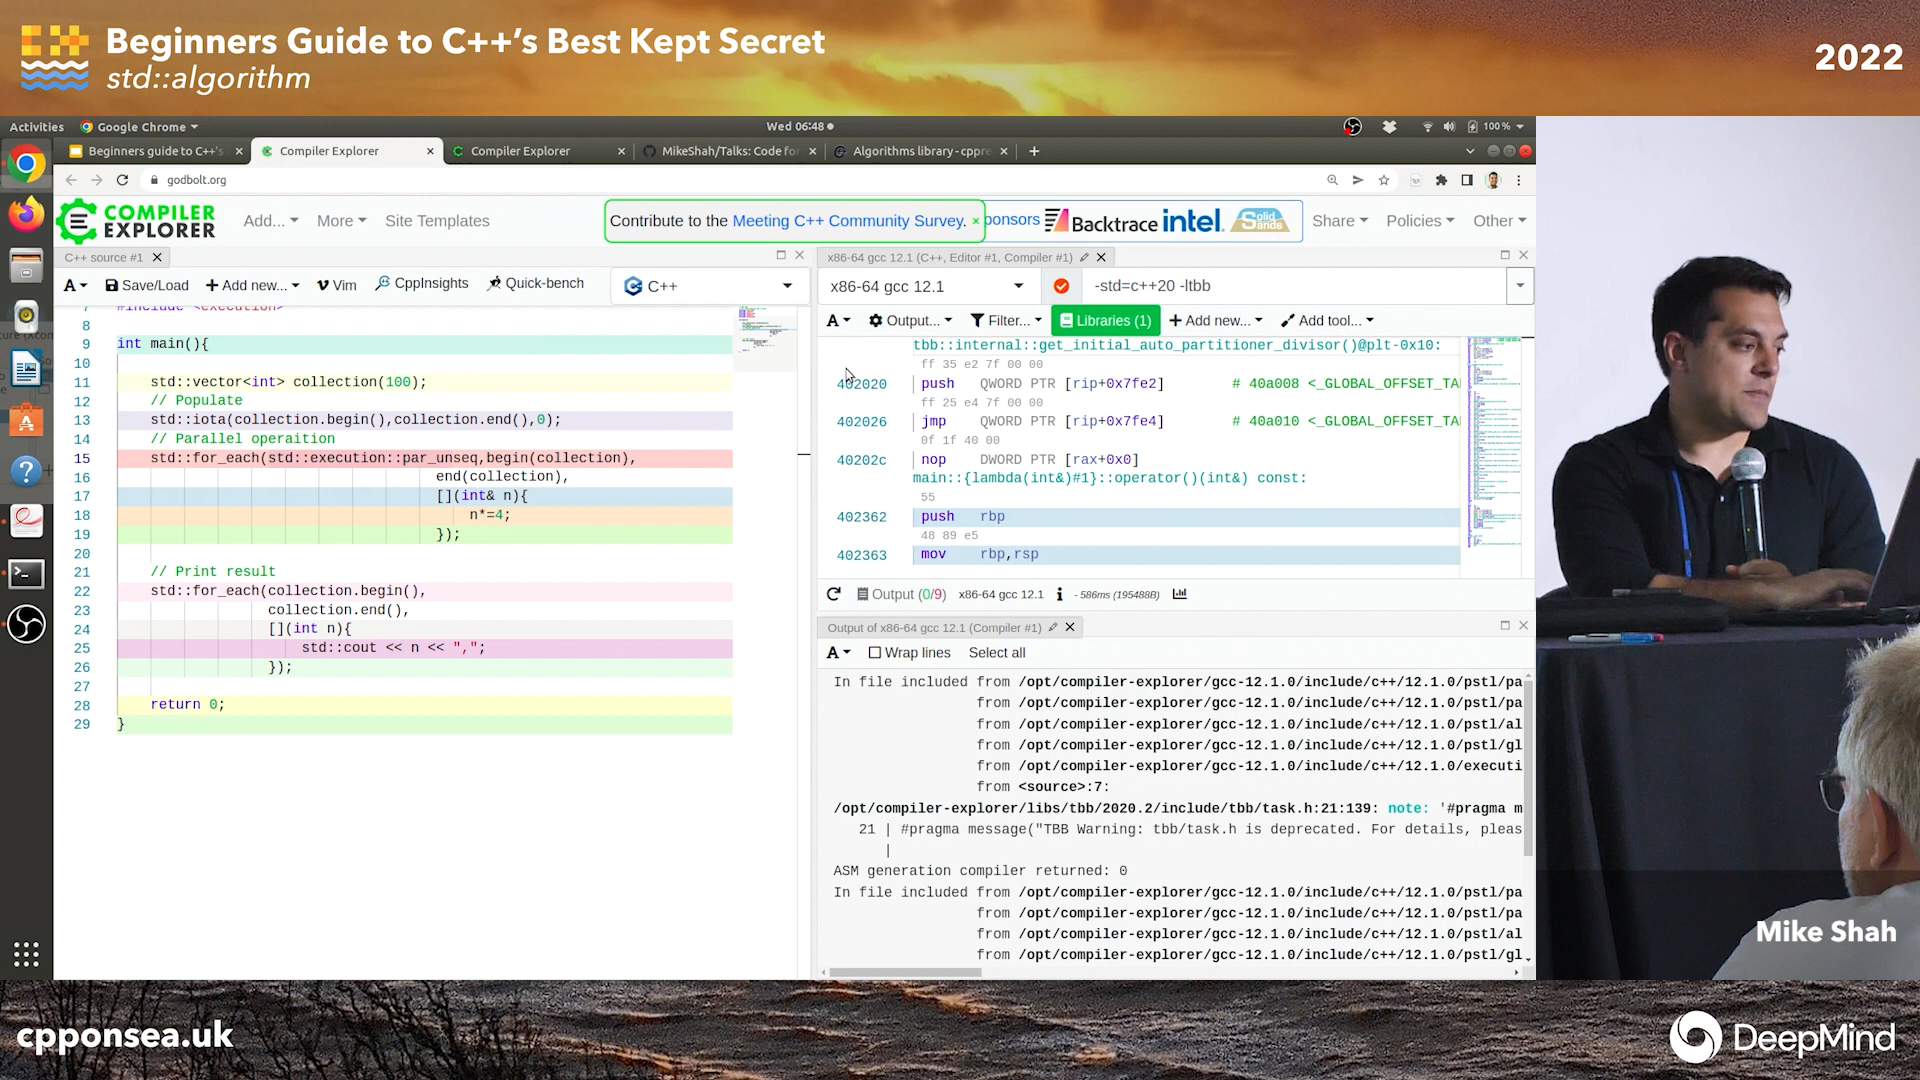 Beginners Guide to C++’s Best Kept Secret
std::algorithm
2022
Activities
Google Chrome
Wed 06:48
100 %
Beginners guide to C++'s
Compiler Explorer
Compiler Explorer
MikeShah/Talks: Code for
Algorithms library - cppre
godbolt.org
COMPILER
EXPLORER
Add...
More
Site Templates
Contribute to the Meeting C++ Community Survey. ×
ponsors
Backtrace
intel.
Solid
Sands
Share
Policies
Other
C++ source #1
A
Save/Load
Add new...
Vim
CppInsights
Quick-bench
C++
7 #include <execution>
8
9 int main(){
10
11 std::vector<int> collection(100);
12 // Populate
13 std::iota(collection.begin(),collection.end(),0);
14 // Parallel operaition
15 std::for_each(std::execution::par_unseq,begin(collection),
16 end(collection),
17 [](int& n){
18 n*=4;
19 });
20
21 // Print result
22 std::for_each(collection.begin(),
23 collection.end(),
24 [](int n){
25 std::cout << n << ",";
26 });
27
28 return 0;
29 }
x86-64 gcc 12.1 (C++, Editor #1, Compiler #1)
x86-64 gcc 12.1
-std=c++20 -ltbb
A
Output...
Filter...
Libraries (1)
Add new...
Add tool...
tbb::internal::get_initial_auto_partitioner_divisor()@plt-0x10:
ff 35 e2 7f 00 00
402020 push QWORD PTR [rip+0x7fe2] # 40a008 <_GLOBAL_OFFSET_TA
ff 25 e4 7f 00 00
402026 jmp QWORD PTR [rip+0x7fe4] # 40a010 <_GLOBAL_OFFSET_TA
0f 1f 40 00
40202c nop DWORD PTR [rax+0x0]
main::{lambda(int&)#1}::operator()(int&) const:
55
402362 push rbp
48 89 e5
402363 mov rbp,rsp
Output (0/9) x86-64 gcc 12.1 - 586ms (195488B)
Output of x86-64 gcc 12.1 (Compiler #1)
A
Wrap lines
Select all
In file included from /opt/compiler-explorer/gcc-12.1.0/include/c++/12.1.0/pstl/pa
from /opt/compiler-explorer/gcc-12.1.0/include/c++/12.1.0/pstl/pa
from /opt/compiler-explorer/gcc-12.1.0/include/c++/12.1.0/pstl/al
from /opt/compiler-explorer/gcc-12.1.0/include/c++/12.1.0/pstl/gl
from /opt/compiler-explorer/gcc-12.1.0/include/c++/12.1.0/executi
from <source>:7:
/opt/compiler-explorer/libs/tbb/2020.2/include/tbb/task.h:21:139: note: '#pragma m
21 | #pragma message("TBB Warning: tbb/task.h is deprecated. For details, pleas
|
ASM generation compiler returned: 0
In file included from /opt/compiler-explorer/gcc-12.1.0/include/c++/12.1.0/pstl/pa
from /opt/compiler-explorer/gcc-12.1.0/include/c++/12.1.0/pstl/pa
from /opt/compiler-explorer/gcc-12.1.0/include/c++/12.1.0/pstl/al
from /opt/compiler-explorer/gcc-12.1.0/include/c++/12.1.0/pstl/gl
Mike Shah
cpponsea.uk
DeepMind